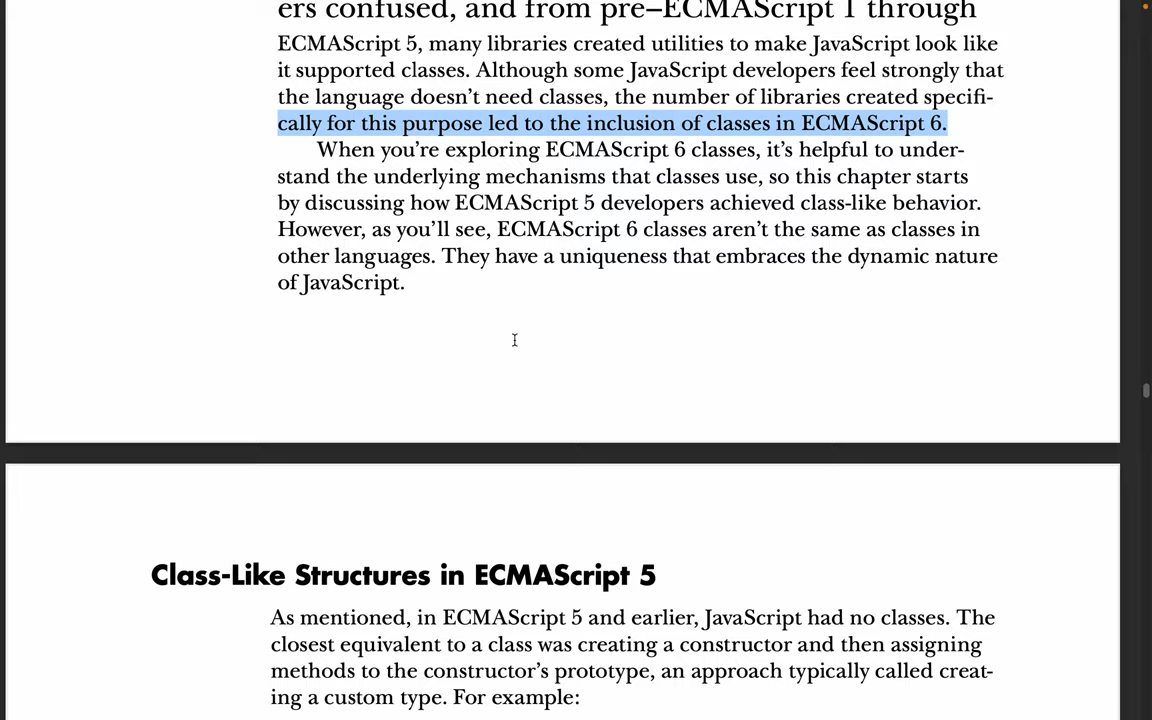 ers confused, and from pre–ECMAScript 1 through
ECMAScript 5, many libraries created utilities to make JavaScript look like
it supported classes. Although some JavaScript developers feel strongly that
the language doesn’t need classes, the number of libraries created specifi-
cally for this purpose led to the inclusion of classes in ECMAScript 6.
When you’re exploring ECMAScript 6 classes, it’s helpful to under-
stand the underlying mechanisms that classes use, so this chapter starts
by discussing how ECMAScript 5 developers achieved class-like behavior.
However, as you’ll see, ECMAScript 6 classes aren’t the same as classes in
other languages. They have a uniqueness that embraces the dynamic nature
of JavaScript.
Class-Like Structures in ECMAScript 5
As mentioned, in ECMAScript 5 and earlier, JavaScript had no classes. The
closest equivalent to a class was creating a constructor and then assigning
methods to the constructor’s prototype, an approach typically called creat-
ing a custom type. For example: